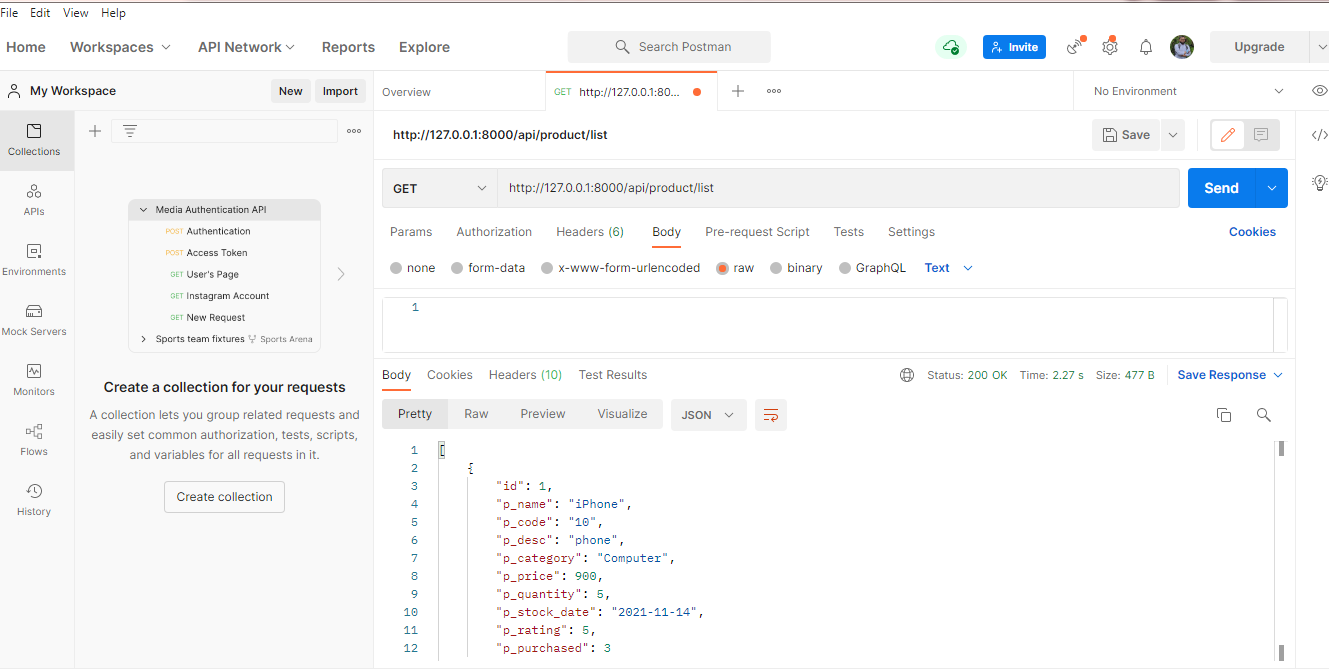 File Edit View Help
Home Workspaces API Network Reports Explore Search Postman Invite Upgrade
My Workspace New Import Overview GET http://127.0.0.1:80... No Environment
Collections
APIs
Environments
Mock Servers
Monitors
Flows
History
Media Authentication API
POST Authentication
POST Access Token
GET User's Page
GET Instagram Account
GET New Request
Sports team fixtures Sports Arena
Create a collection for your requests
A collection lets you group related requests and
easily set common authorization, tests, scripts,
and variables for all requests in it.
Create collection
http://127.0.0.1:8000/api/product/list Save
GET http://127.0.0.1:8000/api/product/list Send
Params Authorization Headers (6) Body Pre-request Script Tests Settings Cookies
none form-data x-www-form-urlencoded raw binary GraphQL Text
1
Body Cookies Headers (10) Test Results Status: 200 OK Time: 2.27 s Size: 477 B Save Response
Pretty Raw Preview Visualize JSON
1 [
2 {
3 "id": 1,
4 "p_name": "iPhone",
5 "p_code": "10",
6 "p_desc": "phone",
7 "p_category": "Computer",
8 "p_price": 900,
9 "p_quantity": 5,
10 "p_stock_date": "2021-11-14",
11 "p_rating": 5,
12 "p_purchased": 3